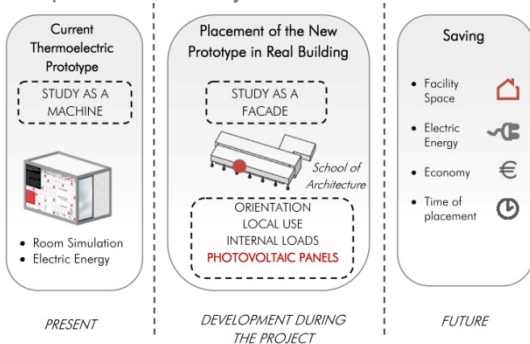 Current
Thermoelectric
Prototype
STUDY AS A
MACHINE
Room Simulation
Electric Energy
PRESENT
Placement of the New
Prototype in Real Building
STUDY AS A
FACADE
School of
Architecture
ORIENTATION
LOCAL USE
INTERNAL LOADS
PHOTOVOLTAIC PANELS
DEVELOPMENT DURING
THE PROJECT
Saving
Facility
Space
Electric
Energy
Economy
€
Time of
placement
FUTURE